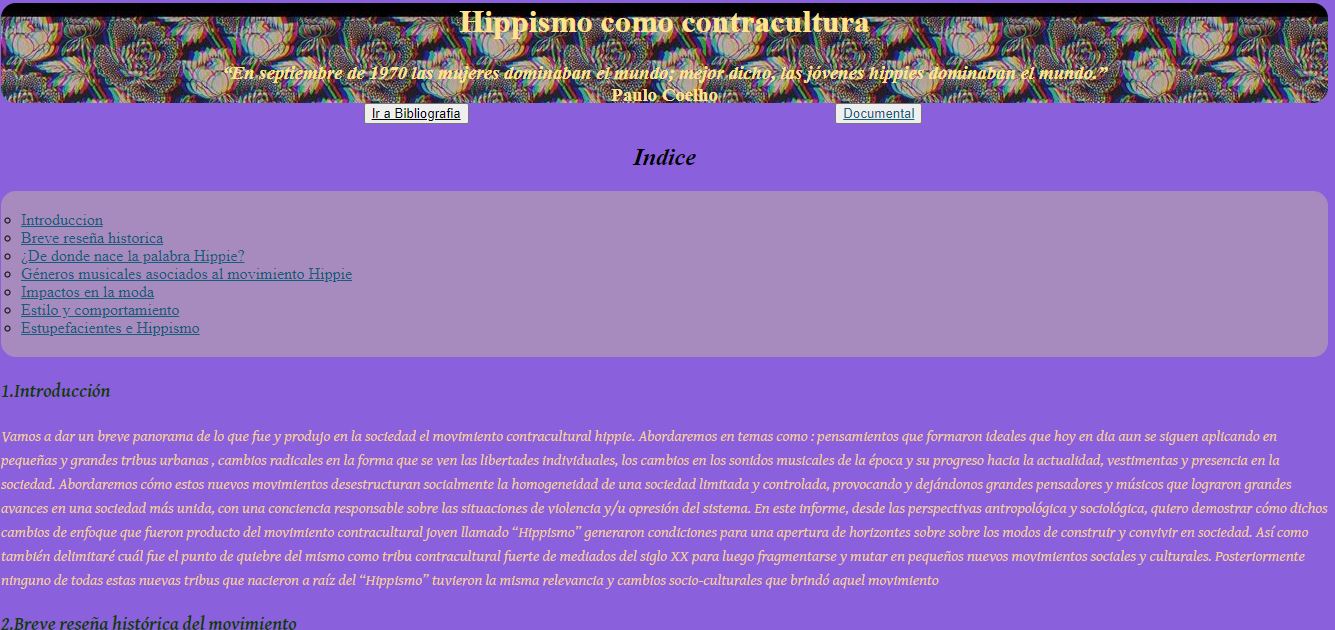 Hippismo como contracultura
“En septiembre de 1970 las mujeres dominaban el mundo; mejor dicho, las jóvenes hippies dominaban el mundo.”
Paulo Coelho
Ir a Bibliografia
Documental
Indice
Introduccion
Breve reseña historica
¿De donde nace la palabra Hippie?
Géneros musicales asociados al movimiento Hippie
Impactos en la moda
Estilo y comportamiento
Estupefacientes e Hippismo
1.Introducción
Vamos a dar un breve panorama de lo que fue y produjo en la sociedad el movimiento contracultural hippie. Abordaremos en temas como : pensamientos que formaron ideales que hoy en dia aun se siguen aplicando en
pequeñas y grandes tribus urbanas , cambios radicales en la forma que se ven las libertades individuales, los cambios en los sonidos musicales de la época y su progreso hacia la actualidad, vestimentas y presencia en la
sociedad. Abordaremos cómo estos nuevos movimientos desestructuran socialmente la homogeneidad de una sociedad limitada y controlada, provocando y dejándonos grandes pensadores y músicos que lograron grandes
avances en una sociedad más unida, con una conciencia responsable sobre las situaciones de violencia y/u opresión del sistema. En este informe, desde las perspectivas antropológica y sociológica, quiero demostrar cómo dichos
cambios de enfoque que fueron producto del movimiento contracultural joven llamado “Hippismo” generaron condiciones para una apertura de horizontes sobre sobre los modos de construir y convivir en sociedad. Así como
también delimitaré cuál fue el punto de quiebre del mismo como tribu contracultural fuerte de mediados del siglo XX para luego fragmentarse y mutar en pequeños nuevos movimientos sociales y culturales. Posteriormente
ninguno de todas estas nuevas tribus que nacieron a raíz del “Hippismo” tuvieron la misma relevancia y cambios socio-culturales que brindó aquel movimiento
2.Breve reseña histórica del movimiento